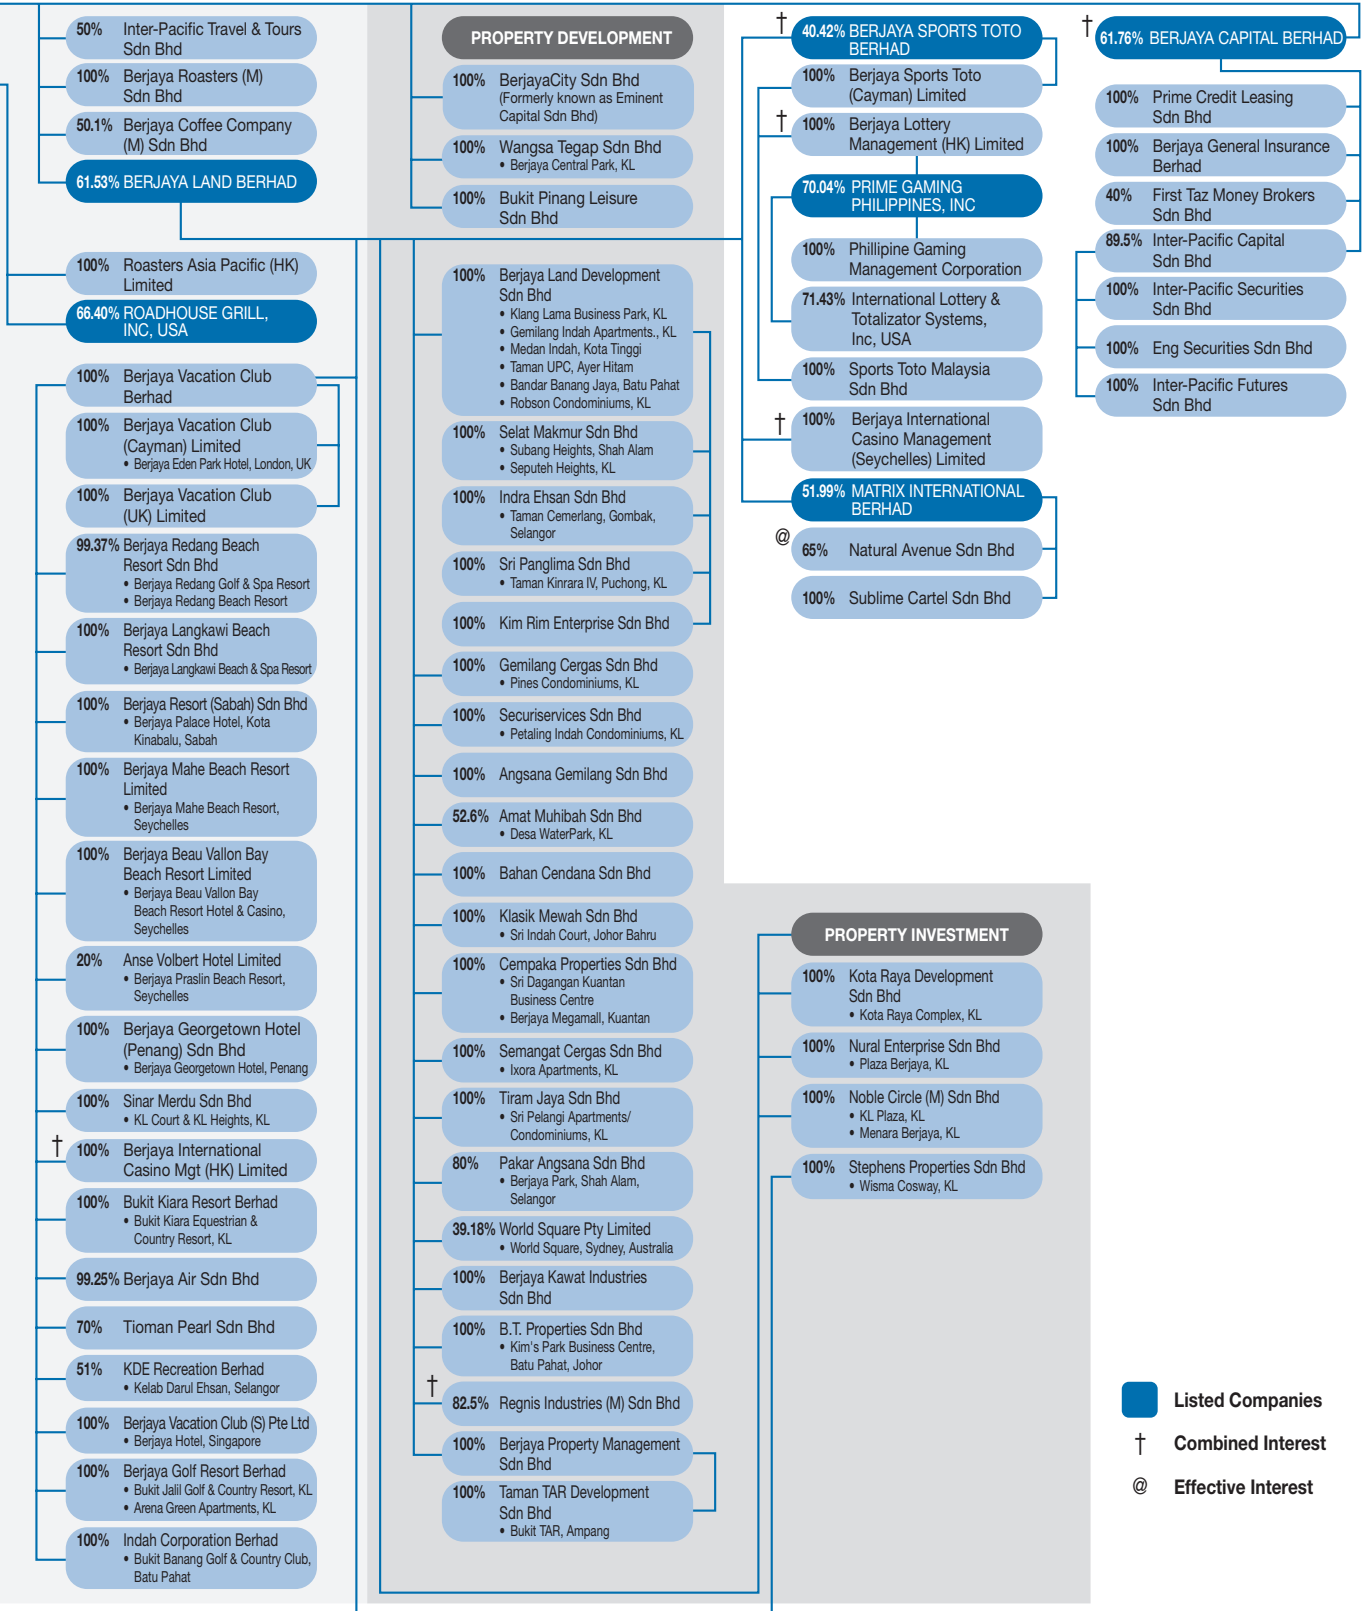 50% Inter-Pacific Travel & Tours
Sdn Bhd
100% Berjaya Roasters (M)
Sdn Bhd
50.1% Berjaya Coffee Company
(M) Sdn Bhd
61.53% BERJAYA LAND BERHAD
100% Roasters Asia Pacific (HK)
Limited
66.40% ROADHOUSE GRILL,
INC, USA
100% Berjaya Vacation Club
Berhad
100% Berjaya Vacation Club
(Cayman) Limited
• Berjaya Eden Park Hotel, London, UK
100% Berjaya Vacation Club
(UK) Limited
99.37% Berjaya Redang Beach
Resort Sdn Bhd
• Berjaya Redang Golf & Spa Resort
• Berjaya Redang Beach Resort
100% Berjaya Langkawi Beach
Resort Sdn Bhd
• Berjaya Langkawi Beach & Spa Resort
100% Berjaya Resort (Sabah) Sdn Bhd
• Berjaya Palace Hotel, Kota
Kinabalu, Sabah
100% Berjaya Mahe Beach Resort
Limited
• Berjaya Mahe Beach Resort,
Seychelles
100% Berjaya Beau Vallon Bay
Beach Resort Limited
• Berjaya Beau Vallon Bay
Beach Resort Hotel & Casino,
Seychelles
20% Anse Volbert Hotel Limited
• Berjaya Praslin Beach Resort,
Seychelles
100% Berjaya Georgetown Hotel
(Penang) Sdn Bhd
• Berjaya Georgetown Hotel, Penang
100% Sinar Merdu Sdn Bhd
• KL Court & KL Heights, KL
† 100% Berjaya International
Casino Mgt (HK) Limited
100% Bukit Kiara Resort Berhad
• Bukit Kiara Equestrian &
Country Resort, KL
99.25% Berjaya Air Sdn Bhd
70% Tioman Pearl Sdn Bhd
51% KDE Recreation Berhad
• Kelab Darul Ehsan, Selangor
100% Berjaya Vacation Club (S) Pte Ltd
• Berjaya Hotel, Singapore
100% Berjaya Golf Resort Berhad
• Bukit Jalil Golf & Country Resort, KL
• Arena Green Apartments, KL
100% Indah Corporation Berhad
• Bukit Banang Golf & Country Club,
Batu Pahat
PROPERTY DEVELOPMENT
100% BerjayaCity Sdn Bhd
(Formerly known as Eminent
Capital Sdn Bhd)
100% Wangsa Tegap Sdn Bhd
• Berjaya Central Park, KL
100% Bukit Pinang Leisure
Sdn Bhd
100% Berjaya Land Development
Sdn Bhd
• Klang Lama Business Park, KL
• Gemilang Indah Apartments., KL
• Medan Indah, Kota Tinggi
• Taman UPC, Ayer Hitam
• Bandar Banang Jaya, Batu Pahat
• Robson Condominiums, KL
100% Selat Makmur Sdn Bhd
• Subang Heights, Shah Alam
• Seputeh Heights, KL
100% Indra Ehsan Sdn Bhd
• Taman Cemerlang, Gombak,
Selangor
100% Sri Panglima Sdn Bhd
• Taman Kinrara IV, Puchong, KL
100% Kim Rim Enterprise Sdn Bhd
100% Gemilang Cergas Sdn Bhd
• Pines Condominiums, KL
100% Securiservices Sdn Bhd
• Petaling Indah Condominiums, KL
100% Angsana Gemilang Sdn Bhd
52.6% Amat Muhibah Sdn Bhd
• Desa WaterPark, KL
100% Bahan Cendana Sdn Bhd
100% Klasik Mewah Sdn Bhd
• Sri Indah Court, Johor Bahru
100% Cempaka Properties Sdn Bhd
• Sri Dagangan Kuantan
Business Centre
• Berjaya Megamall, Kuantan
100% Semangat Cergas Sdn Bhd
• Ixora Apartments, KL
100% Tiram Jaya Sdn Bhd
• Sri Pelangi Apartments/
Condominiums, KL
80% Pakar Angsana Sdn Bhd
• Berjaya Park, Shah Alam,
Selangor
39.18% World Square Pty Limited
• World Square, Sydney, Australia
100% Berjaya Kawat Industries
Sdn Bhd
100% B.T. Properties Sdn Bhd
• Kim's Park Business Centre,
Batu Pahat, Johor
† 82.5% Regnis Industries (M) Sdn Bhd
100% Berjaya Property Management
Sdn Bhd
100% Taman TAR Development
Sdn Bhd
• Bukit TAR, Ampang
† 40.42% BERJAYA SPORTS TOTO
BERHAD
100% Berjaya Sports Toto
(Cayman) Limited
† 100% Berjaya Lottery
Management (HK) Limited
70.04% PRIME GAMING
PHILIPPINES, INC
100% Phillipine Gaming
Management Corporation
71.43% International Lottery &
Totalizator Systems,
Inc, USA
100% Sports Toto Malaysia
Sdn Bhd
† 100% Berjaya International
Casino Management
(Seychelles) Limited
51.99% MATRIX INTERNATIONAL
BERHAD
@ 65% Natural Avenue Sdn Bhd
100% Sublime Cartel Sdn Bhd
PROPERTY INVESTMENT
100% Kota Raya Development
Sdn Bhd
• Kota Raya Complex, KL
100% Nural Enterprise Sdn Bhd
• Plaza Berjaya, KL
100% Noble Circle (M) Sdn Bhd
• KL Plaza, KL
• Menara Berjaya, KL
100% Stephens Properties Sdn Bhd
• Wisma Cosway, KL
† 61.76% BERJAYA CAPITAL BERHAD
100% Prime Credit Leasing
Sdn Bhd
100% Berjaya General Insurance
Berhad
40% First Taz Money Brokers
Sdn Bhd
89.5% Inter-Pacific Capital
Sdn Bhd
100% Inter-Pacific Securities
Sdn Bhd
100% Eng Securities Sdn Bhd
100% Inter-Pacific Futures
Sdn Bhd
Listed Companies
† Combined Interest
@ Effective Interest